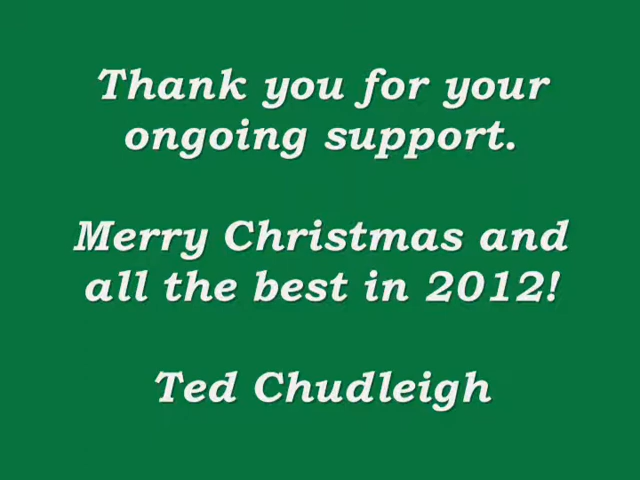 Thank you for your
ongoing support.
Merry Christmas and
all the best in 2012!
Ted Chudleigh